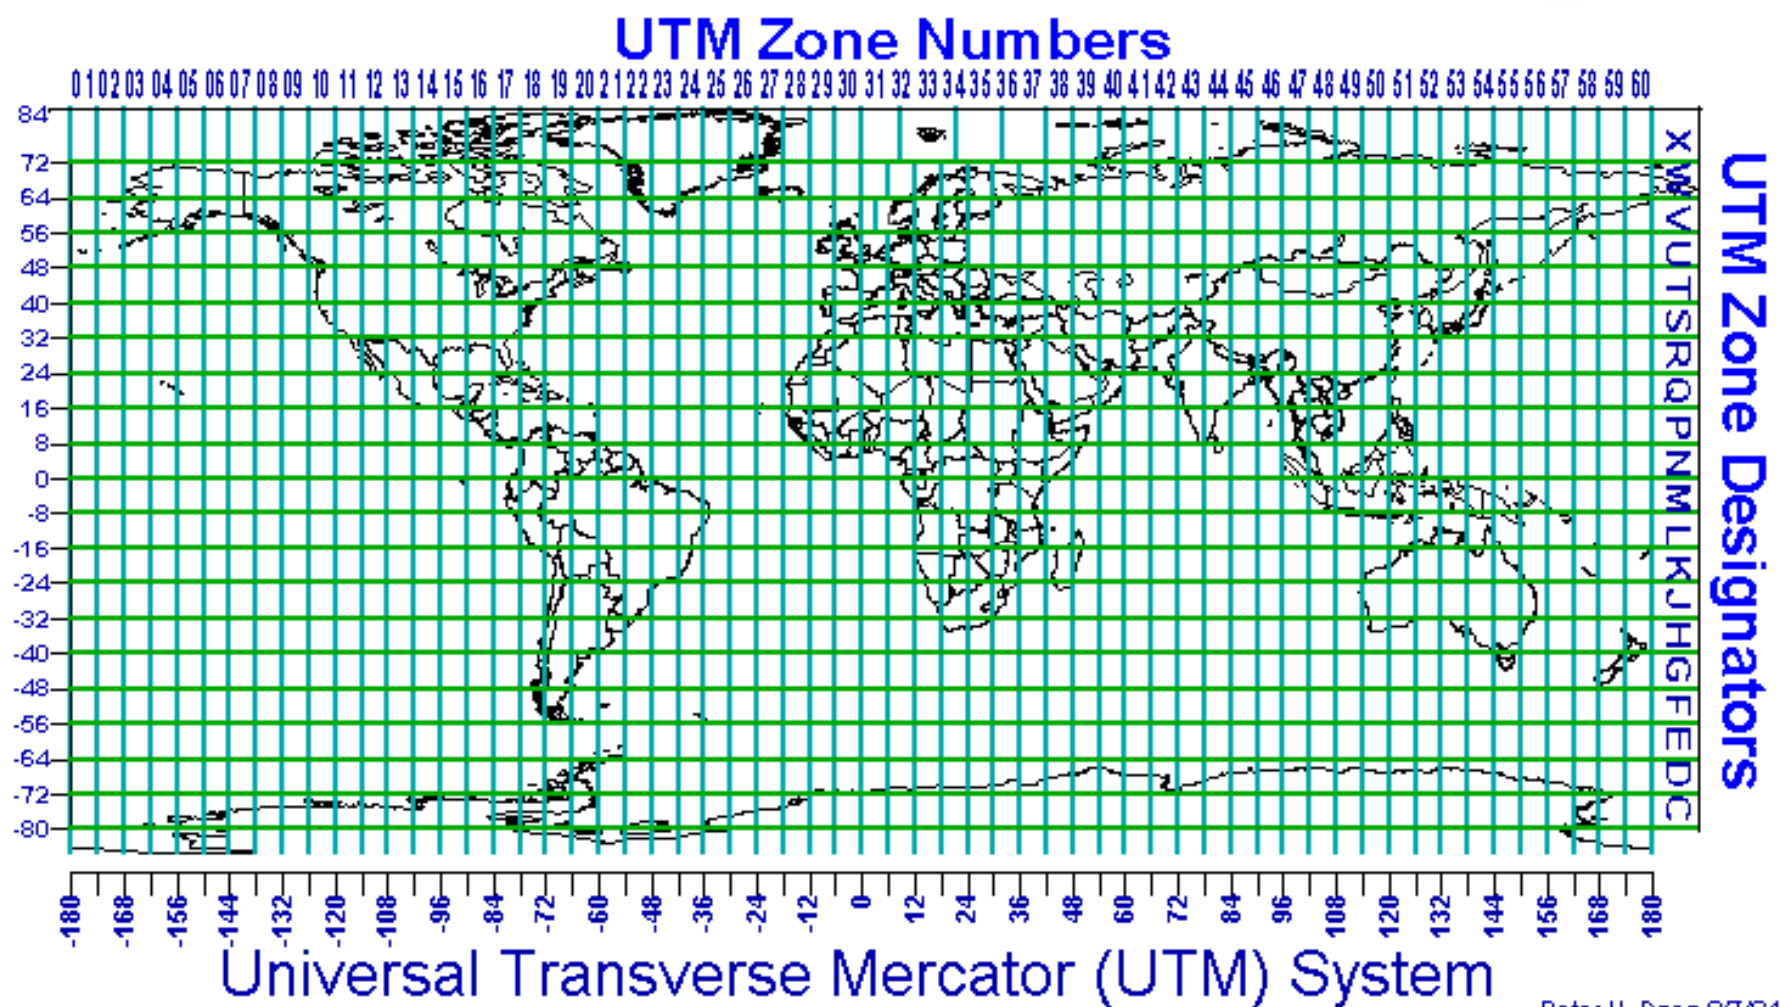 UTM Zone Numbers
01 02 03 04 05 06 07 08 09 10 11 12 13 14 15 16 17 18 19 20 21 22 23 24 25 26 27 28 29 30 31 32 33 34 35 36 37 38 39 40 41 42 43 44 45 46 47 48 49 50 51 52 53 54 55 56 57 58 59 60
84
72
64
56
48
40
32
24
16
8
0
-8
-16
-24
-32
-40
-48
-56
-64
-72
-80
X
W
V
U
T
S
R
Q
P
N
M
L
K
J
H
G
F
E
D
C
UTM Zone Designators
-180 -168 -156 -144 -132 -120 -108 -96 -84 -72 -60 -48 -36 -24 -12 0 12 24 36 48 60 72 84 96 108 120 132 144 156 168 180
Universal Transverse Mercator (UTM) System